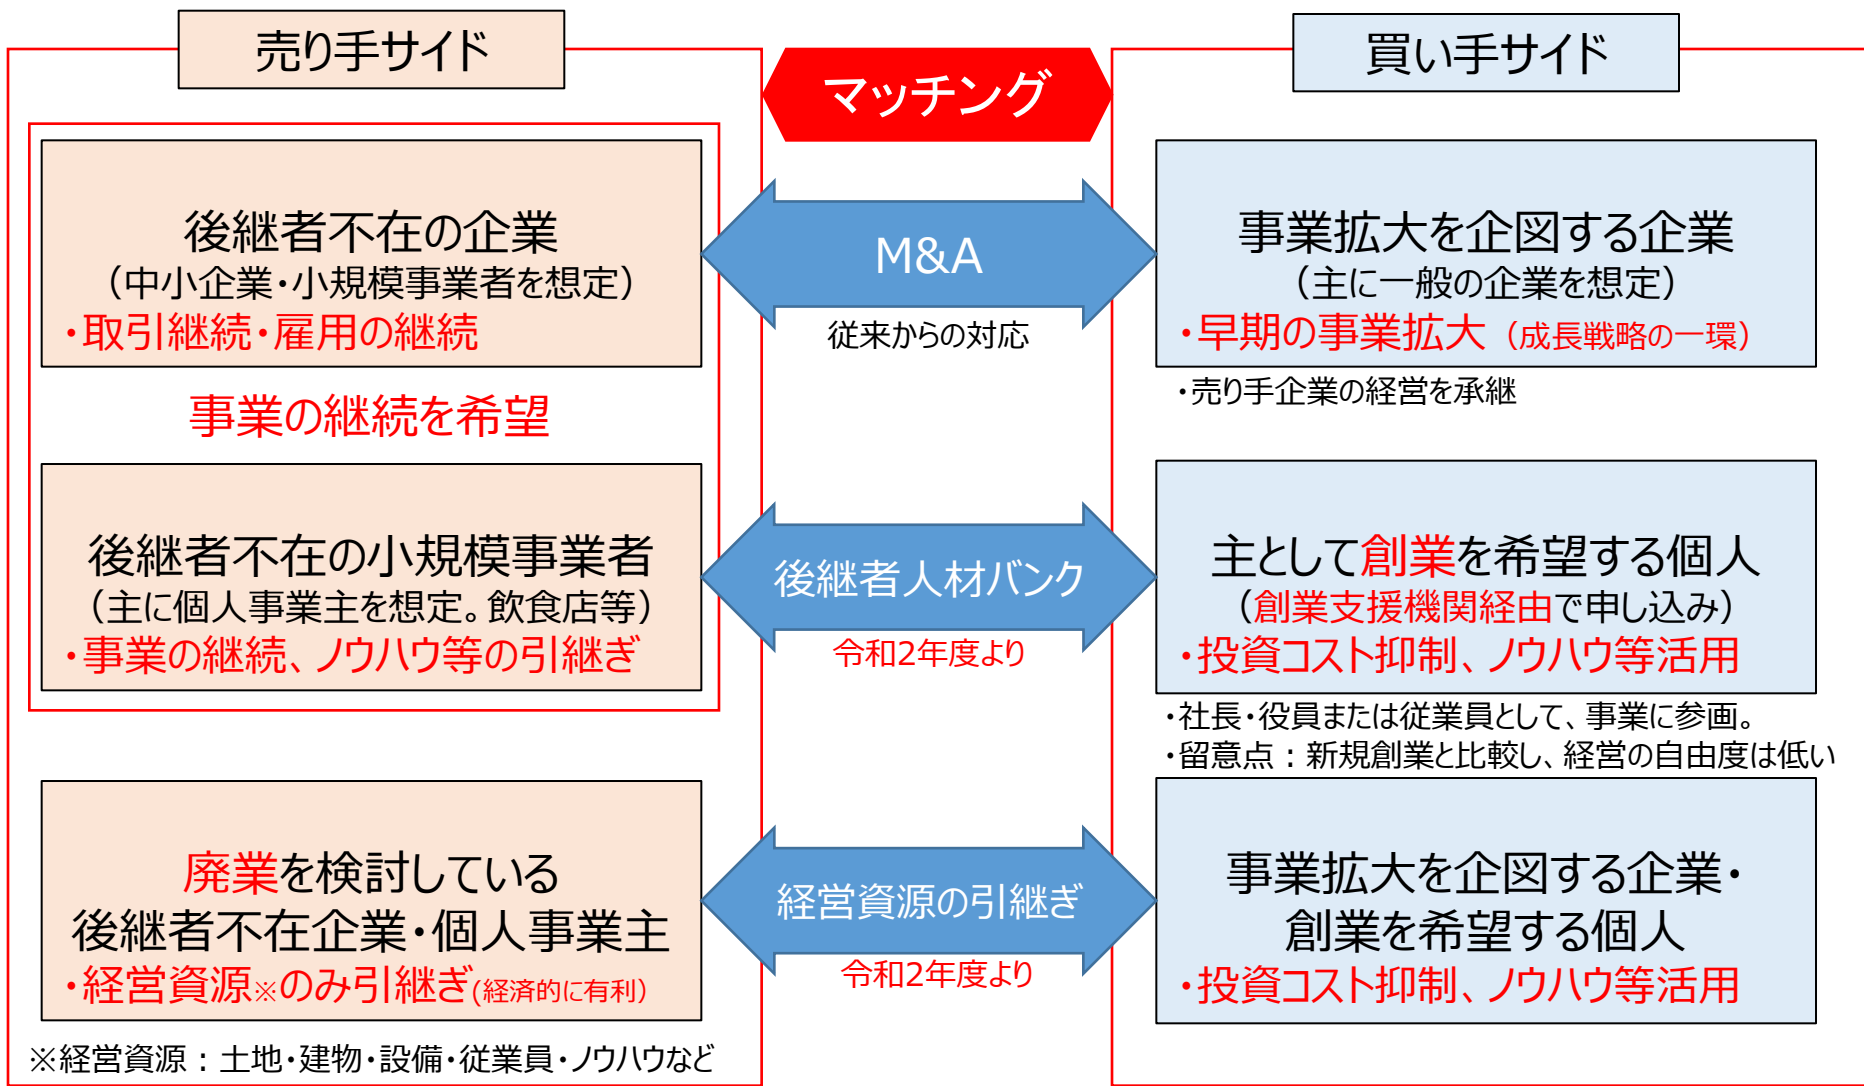 売り手サイド
マッチング
買い手サイド
後継者不在の企業
（中小企業・小規模事業者を想定）
・取引継続・雇用の継続
M&A
従来からの対応
事業拡大を企図する企業
（主に一般の企業を想定）
・早期の事業拡大（成長戦略の一環）
・売り手企業の経営を承継
事業の継続を希望
後継者不在の小規模事業者
（主に個人事業主を想定。飲食店等）
・事業の継続、ノウハウ等の引継ぎ
後継者人材バンク
令和2年度より
主として創業を希望する個人
（創業支援機関経由で申し込み）
・投資コスト抑制、ノウハウ等活用
・社長・役員または従業員として、事業に参画。
・留意点：新規創業と比較し、経営の自由度は低い
廃業を検討している
後継者不在企業・個人事業主
・経営資源※のみ引継ぎ(経済的に有利）
経営資源の引継ぎ
令和2年度より
事業拡大を企図する企業・
創業を希望する個人
・投資コスト抑制、ノウハウ等活用
※経営資源：土地・建物・設備・従業員・ノウハウなど